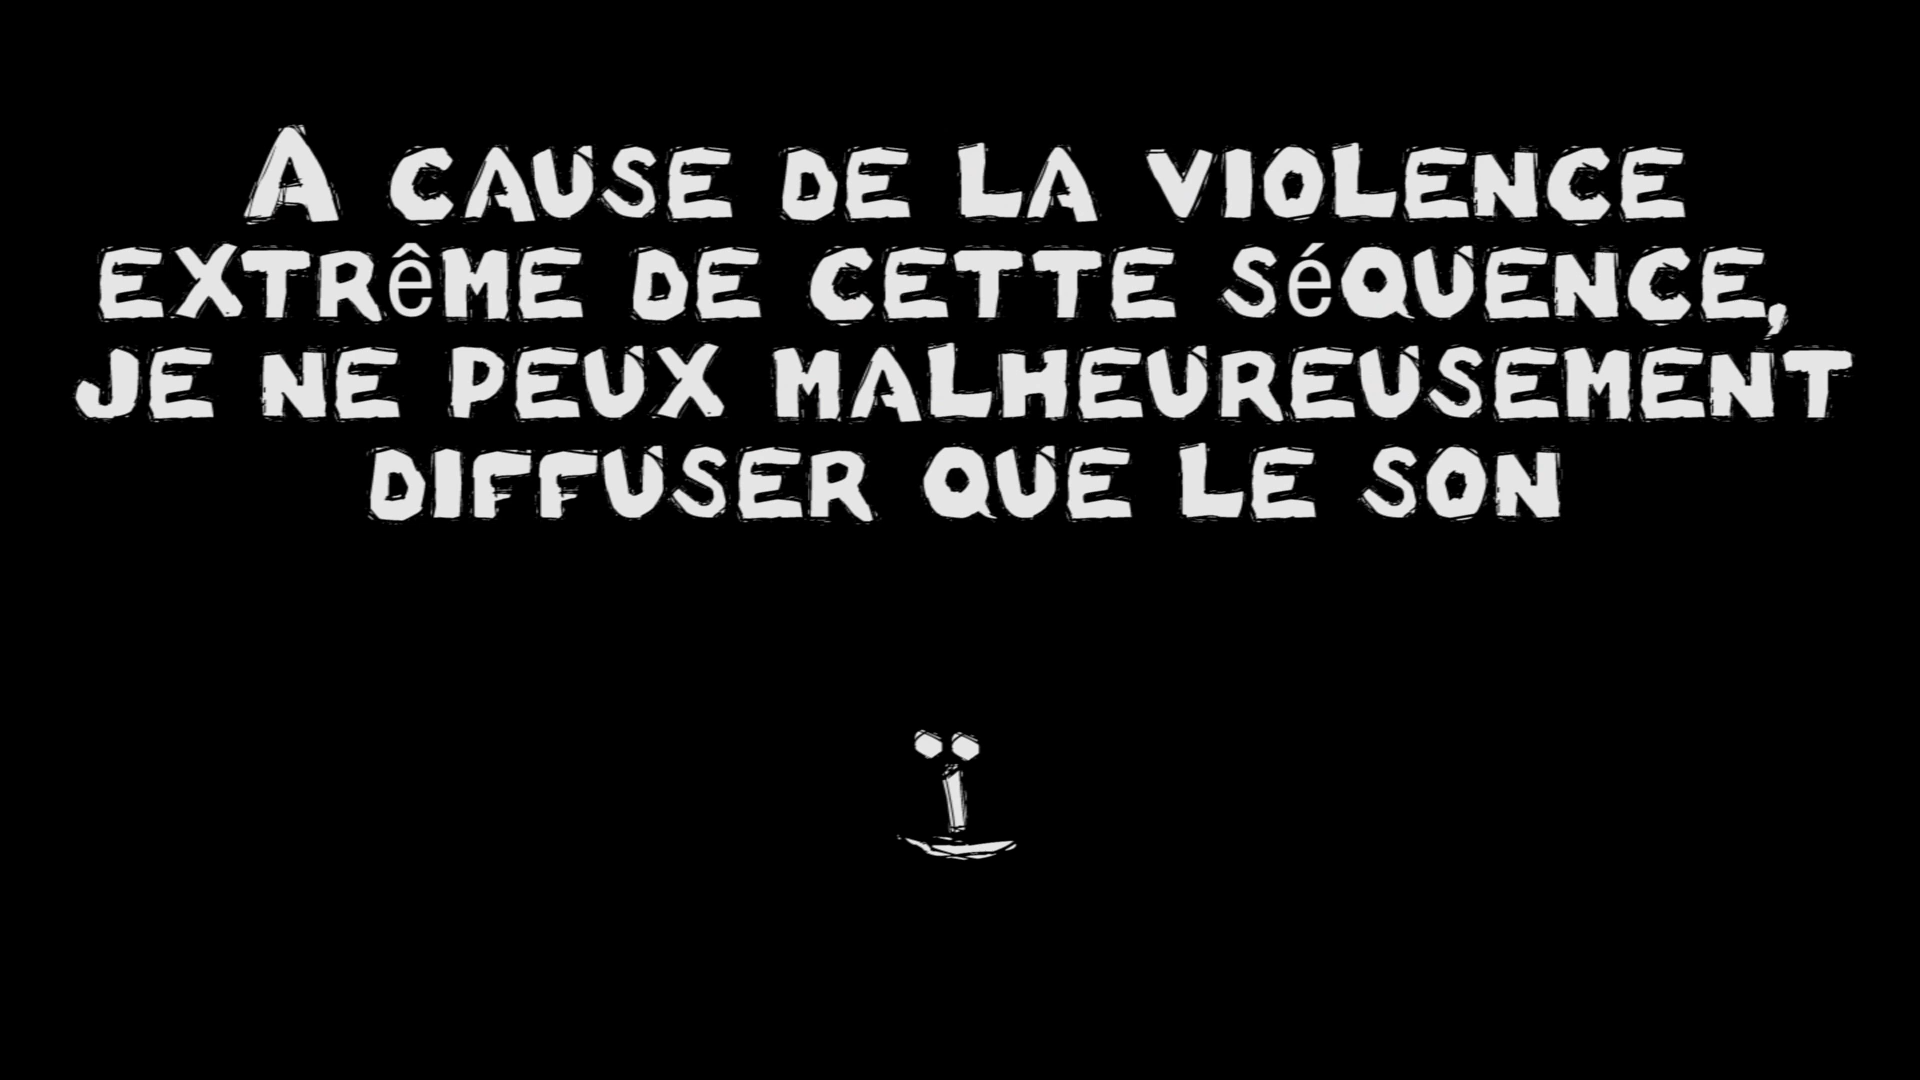 A CAUSE DE LA VIOLENCE
EXTRêME DE CETTE SéQUENCE,
JE NE PEUX MALHEUREUSEMENT
DIFFUSER QUE LE SON